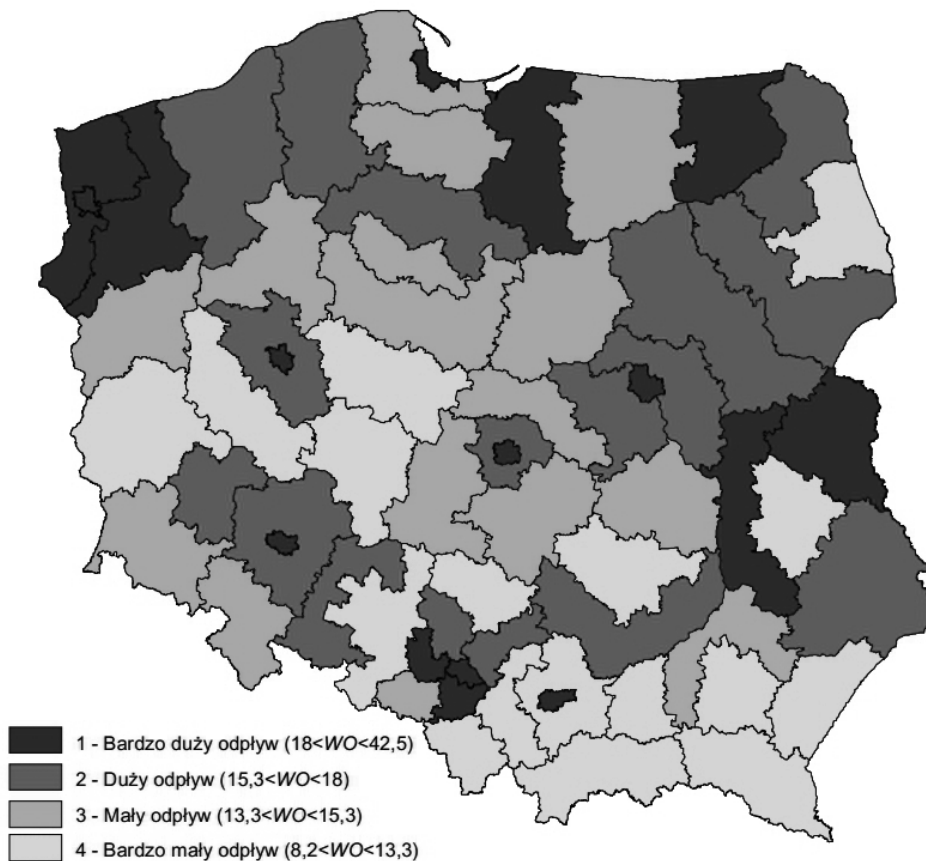 1 - Bardzo duży odpływ (18<WO<42,5)
2 - Duży odpływ (15,3<WO<18)
3 - Mały odpływ (13,3<WO<15,3)
4 - Bardzo mały odpływ (8,2<WO<13,3)